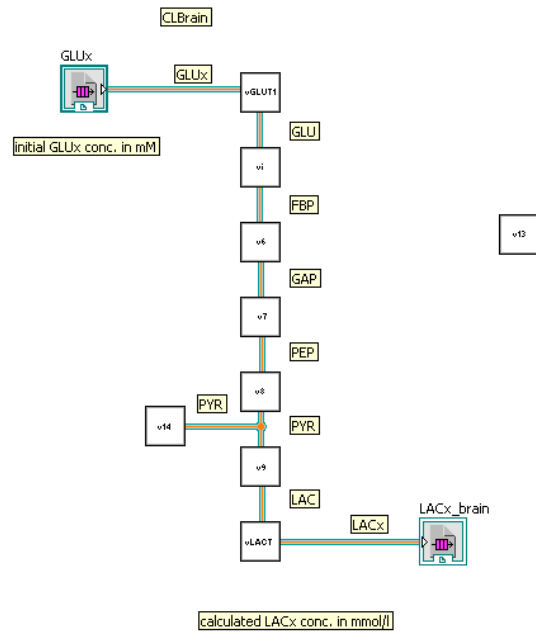 CLBrain
GLUx
GLUx
vGLUT1
initial GLUx conc. in mM
GLU
vi
FBP
v6
v13
GAP
v7
PEP
v8
PYR
v14
PYR
v9
LAC
LACx_brain
LACx
vLACT
calculated LACx conc. in mmol/l